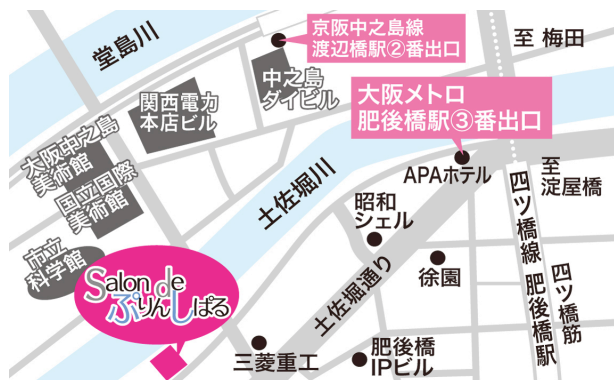 堂島川
京阪中之島線
渡辺橋駅②番出口
至 梅田
中之島
ダイビル
関西電力
本店ビル
大阪メトロ
肥後橋駅③番出口
大阪中之島
美術館
国立国際
美術館
市立
科学館
土佐堀川
APAホテル
至
淀屋橋
昭和
シェル
徐園
土佐堀通り
四ツ橋線 肥後橋駅
四ツ橋筋
Salon de
ぷりんしぱる
三菱重工
肥後橋
IPビル